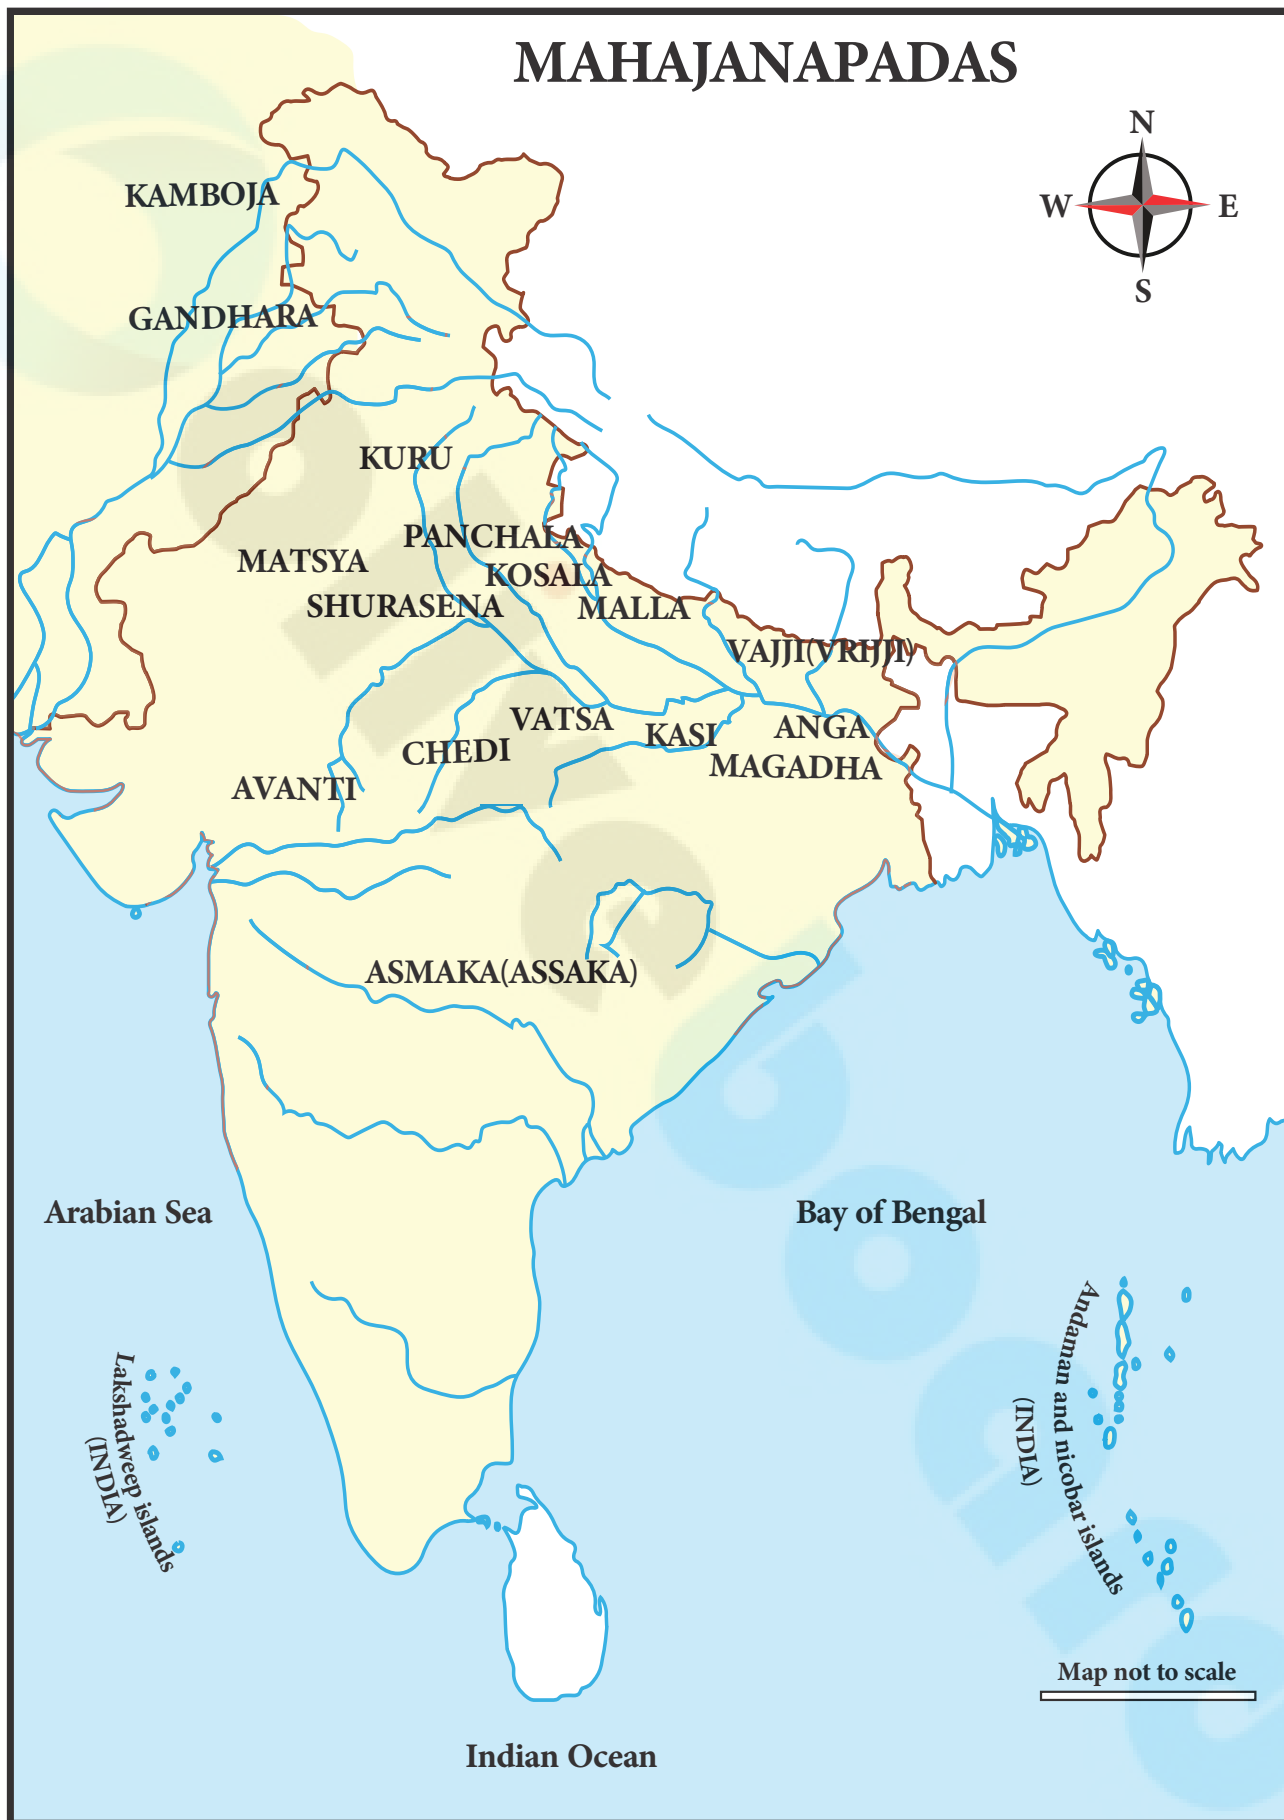 MAHAJANAPADAS
N
W
E
S
KAMBOJA
GANDHARA
KURU
PANCHALA
MATSYA
KOSALA
SHURASENA
MALLA
VAJJI(VRIJJI)
VATSA
KASI
ANGA
CHEDI
MAGADHA
AVANTI
ASMAKA(ASSAKA)
Arabian Sea
Bay of Bengal
Lakshadweep islands
(INDIA)
Andaman and nicobar islands
(INDIA)
Map not to scale
Indian Ocean